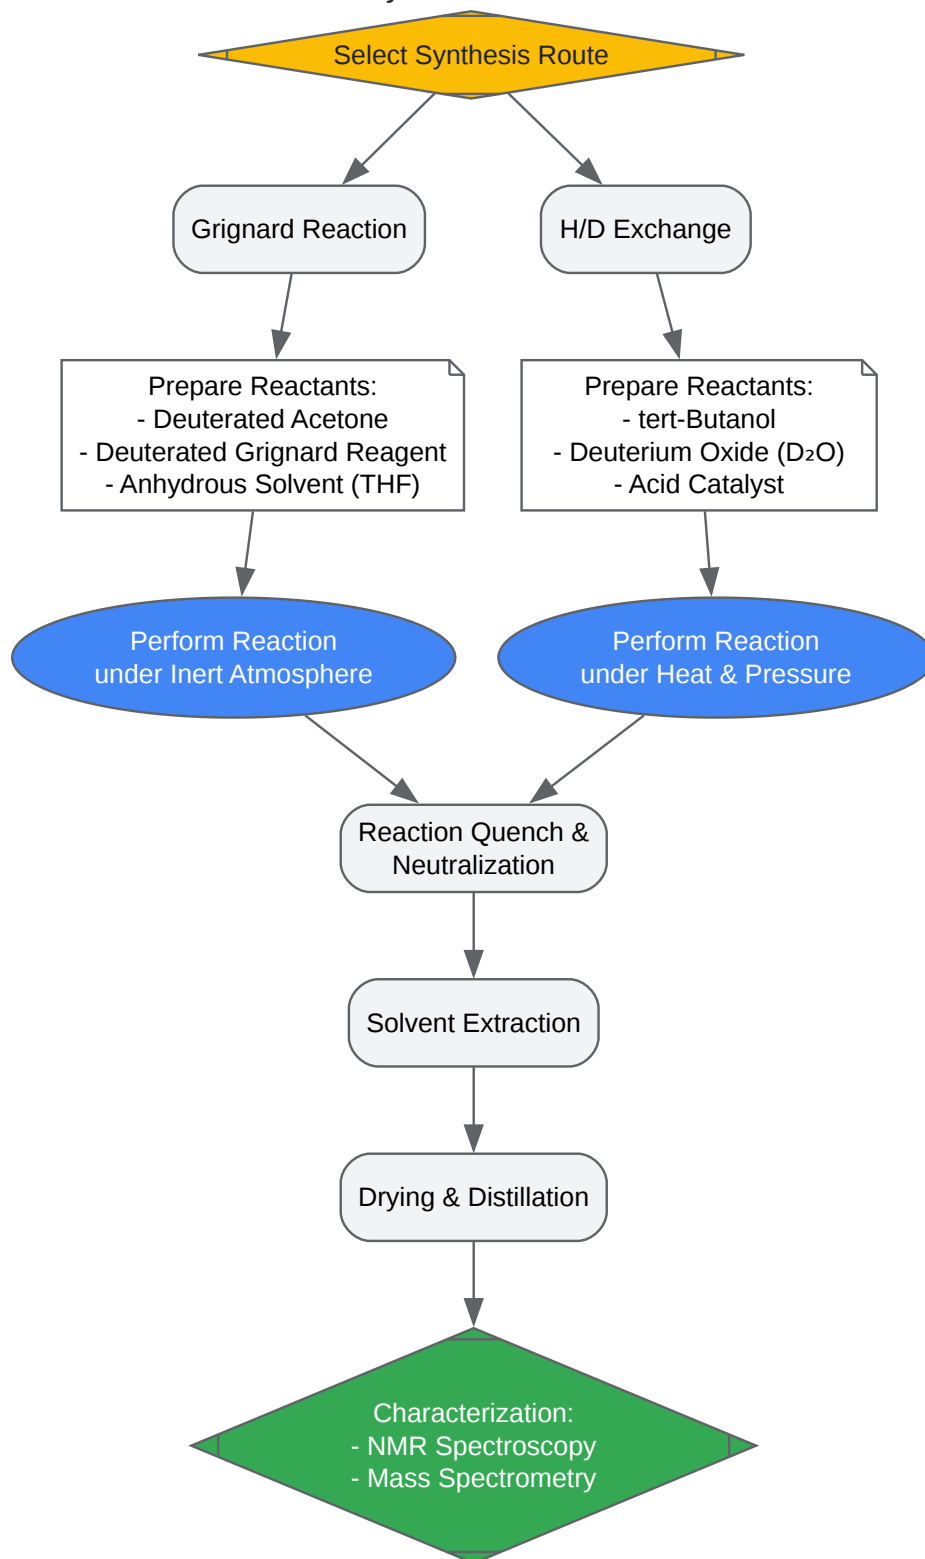 Select Synthesis Route
Grignard Reaction
H/D Exchange
Prepare Reactants:
- Deuterated Acetone
- Deuterated Grignard Reagent
- Anhydrous Solvent (THF)
Prepare Reactants:
- tert-Butanol
- Deuterium Oxide (D₂O)
- Acid Catalyst
Perform Reaction
under Inert Atmosphere
Perform Reaction
under Heat & Pressure
Reaction Quench &
Neutralization
Solvent Extraction
Drying & Distillation
Characterization:
- NMR Spectroscopy
- Mass Spectrometry